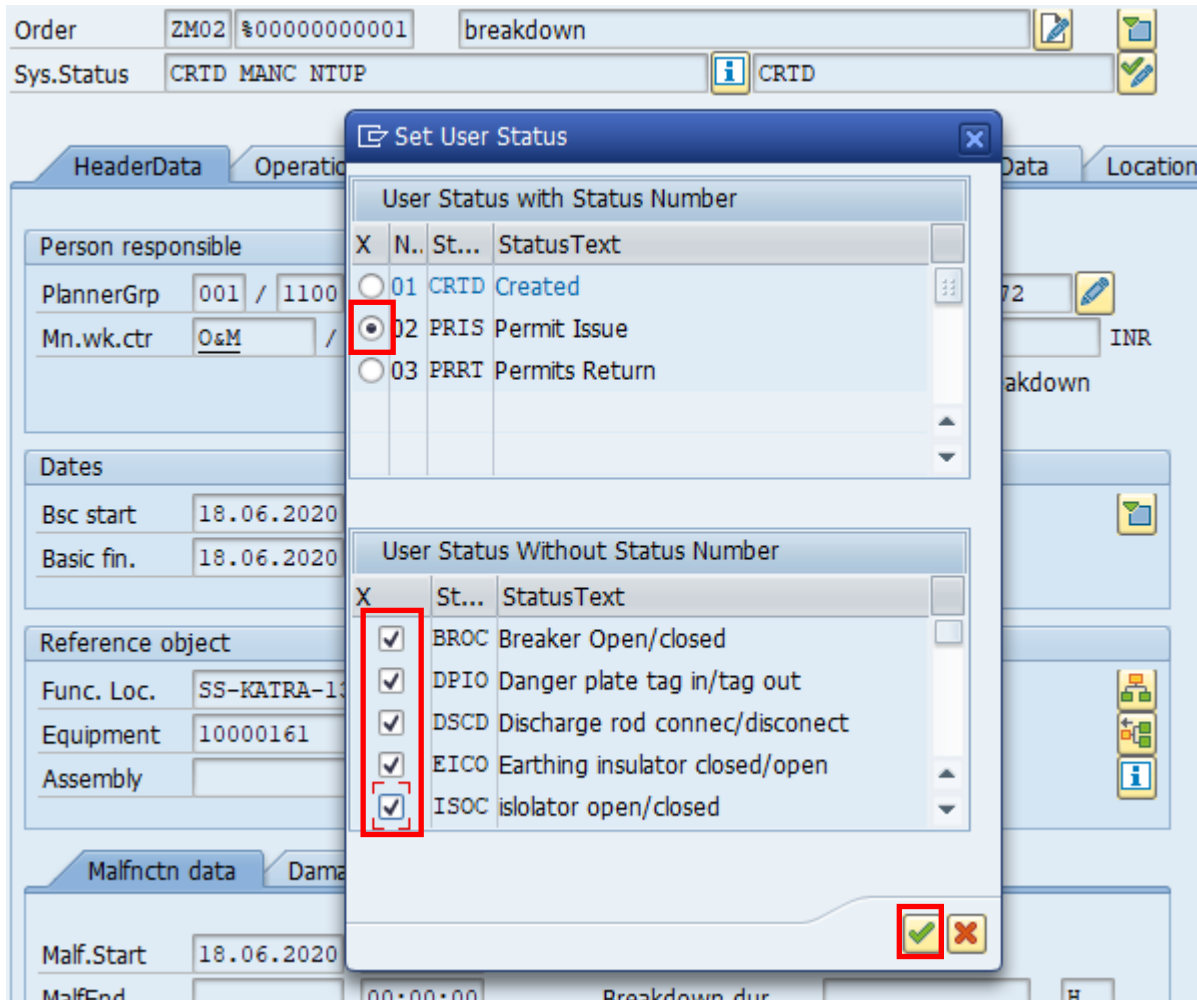 Order ZM02 %00000000001 breakdown
Sys.Status CRTD MANC NTUP CRTD
Set User Status
HeaderData Operatio Data Location
User Status with Status Number
Person responsible X N.. St... StatusText
PlannerGrp 001 / 1100 01 CRTD Created 72
Mn.wk.ctr O&M / 02 PRIS Permit Issue INR
03 PRRT Permits Return akdown
Dates
Bsc start 18.06.2020
Basic fin. 18.06.2020 User Status Without Status Number
X St... StatusText
Reference object BROC Breaker Open/closed
Func. Loc. SS-KATRA-13 DPIO Danger plate tag in/tag out
Equipment 10000161 DSCD Discharge rod connec/disconect
Assembly EICO Earthing insulator closed/open
ISOC islolator open/closed
Malfnctn data Dama
Malf.Start 18.06.2020
MalfEnd 00:00:00 Breakdown dur H